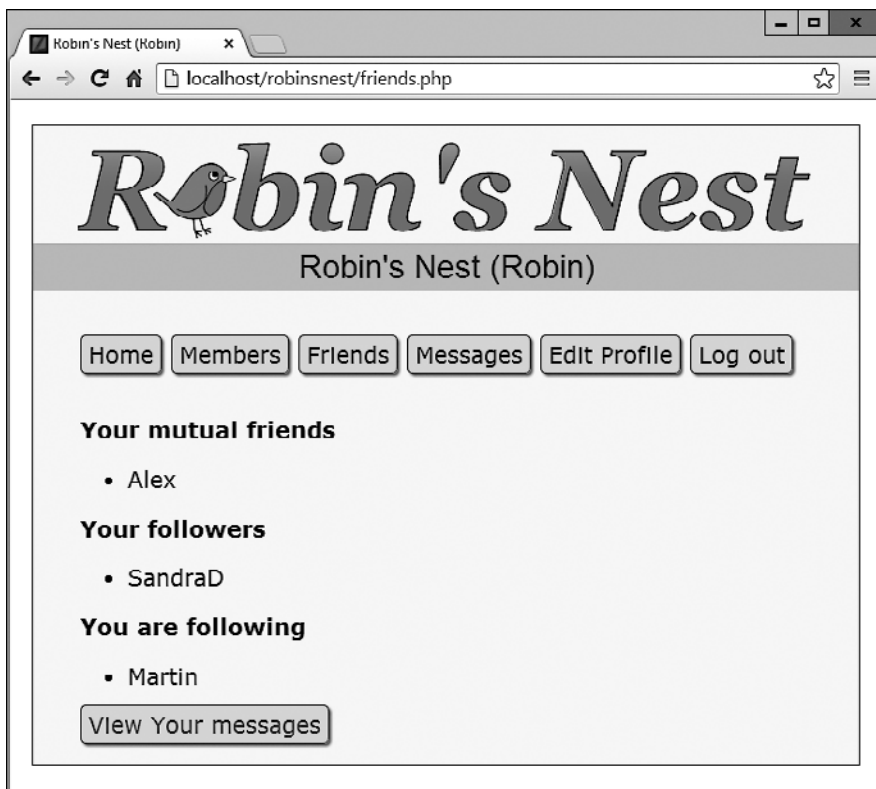 Robin's Nest (Robin)
localhost/robinsnest/friends.php
Robin's Nest
Robin's Nest (Robin)
Home Members Friends Messages Edit Profile Log out
Your mutual friends
• Alex
Your followers
• SandraD
You are following
• Martin
View Your messages